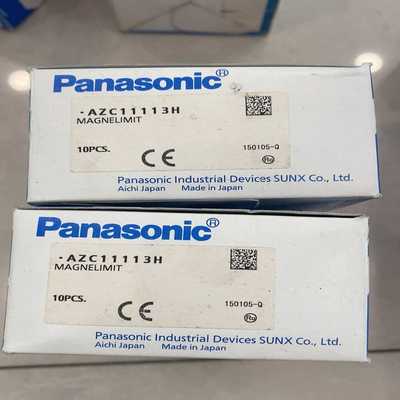 Panasonic®
-AZC11113H
MAGNELIMIT
10PCS.
CE
150105-Q
Panasonic Industrial Devices SUNX Co., Ltd.
Aichi Japan Made in Japan
Panasonic®
-AZC11113H
MAGNELIMIT
10PCS.
CE
150105-Q
Panasonic Industrial Devices SUNX Co., Ltd.
Aichi Japan Made in Japan